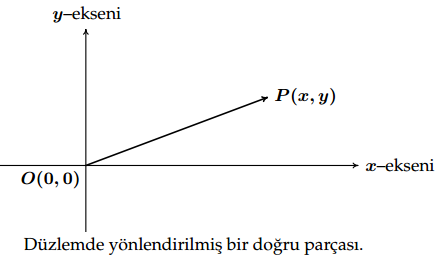 y–ekseni
P(x, y)
x–ekseni
O(0, 0)
Düzlemde yönlendirilmiş bir doğru parçası.